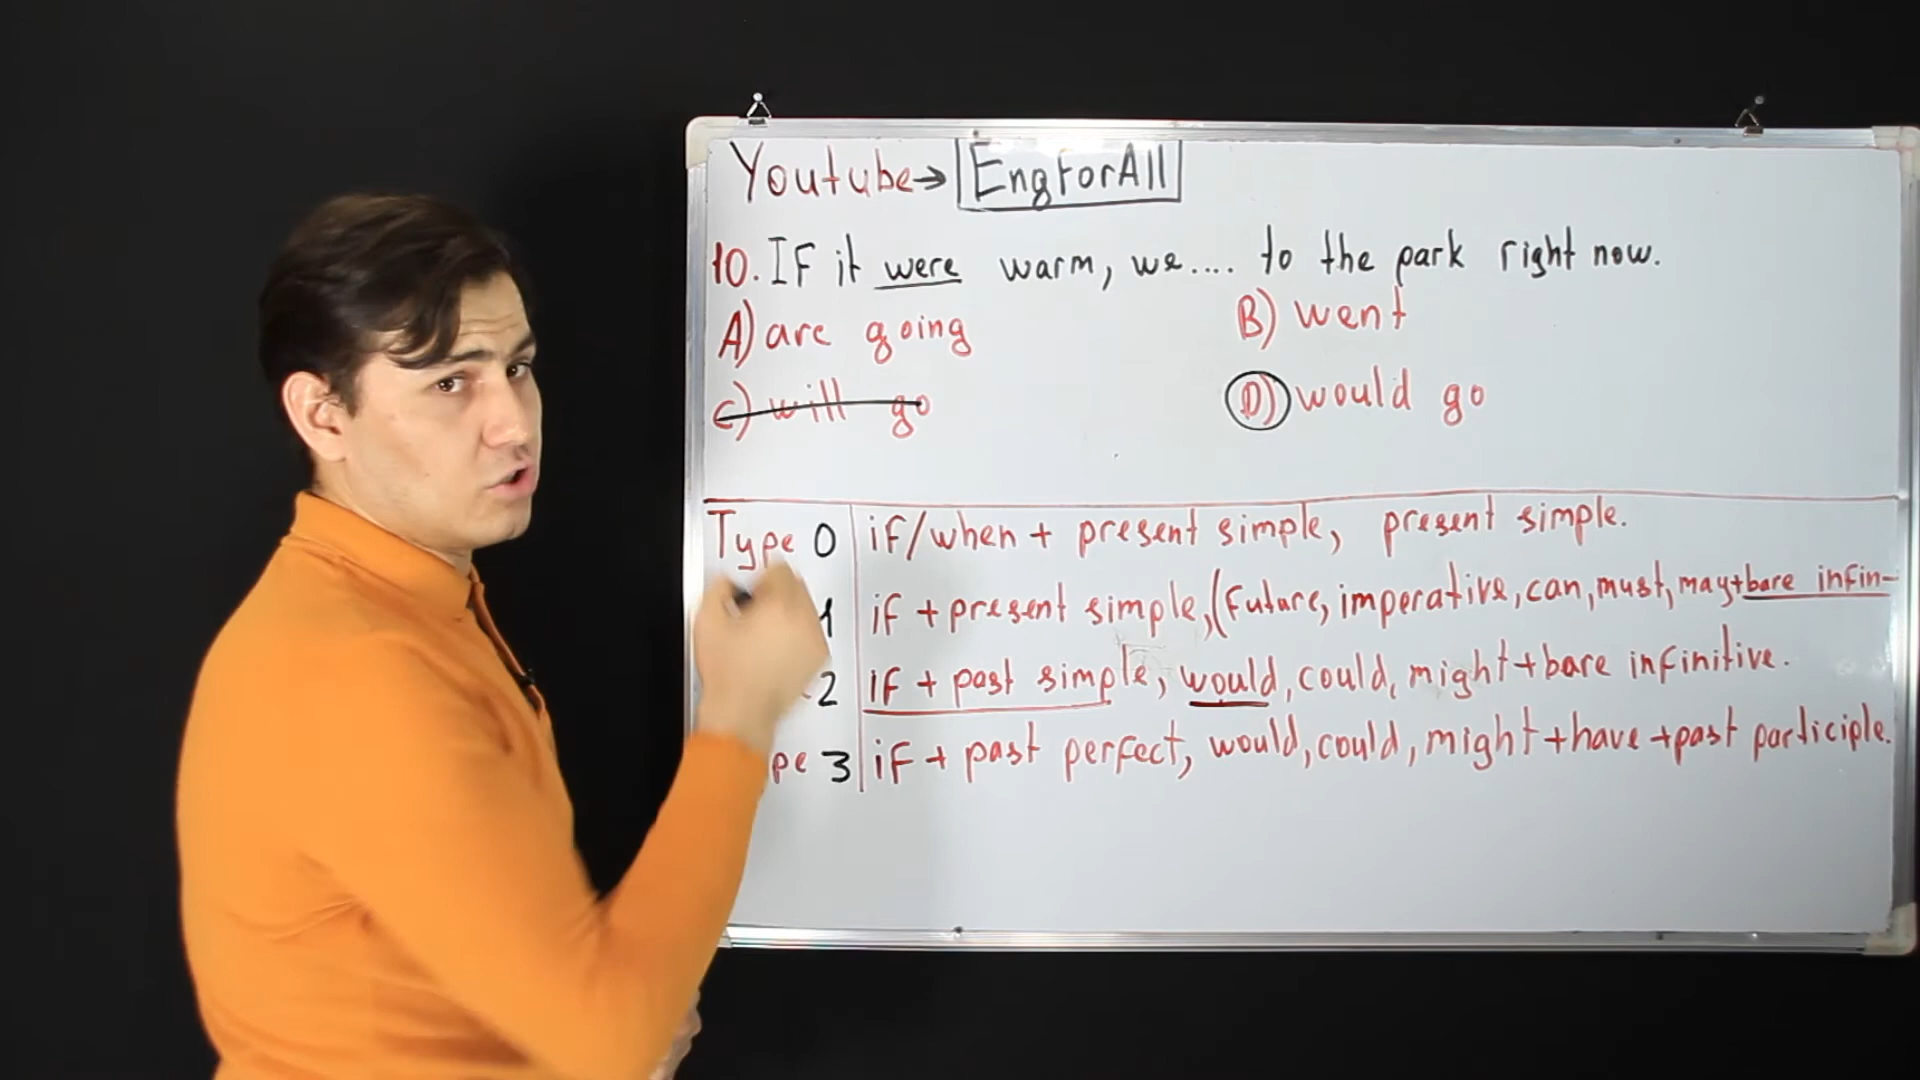 Youtube→ EngForAll
10. IF it were warm, we.... to the park right now.
A) are going B) went
C) will go D) would go
Type 0 if/when + present simple, present simple.
1 if + present simple, (Future, imperative, can, must, may+bare infin-
2 if + past simple, would, could, might+bare infinitive.
pe 3 if + past perfect, would, could, might+have+past participle.